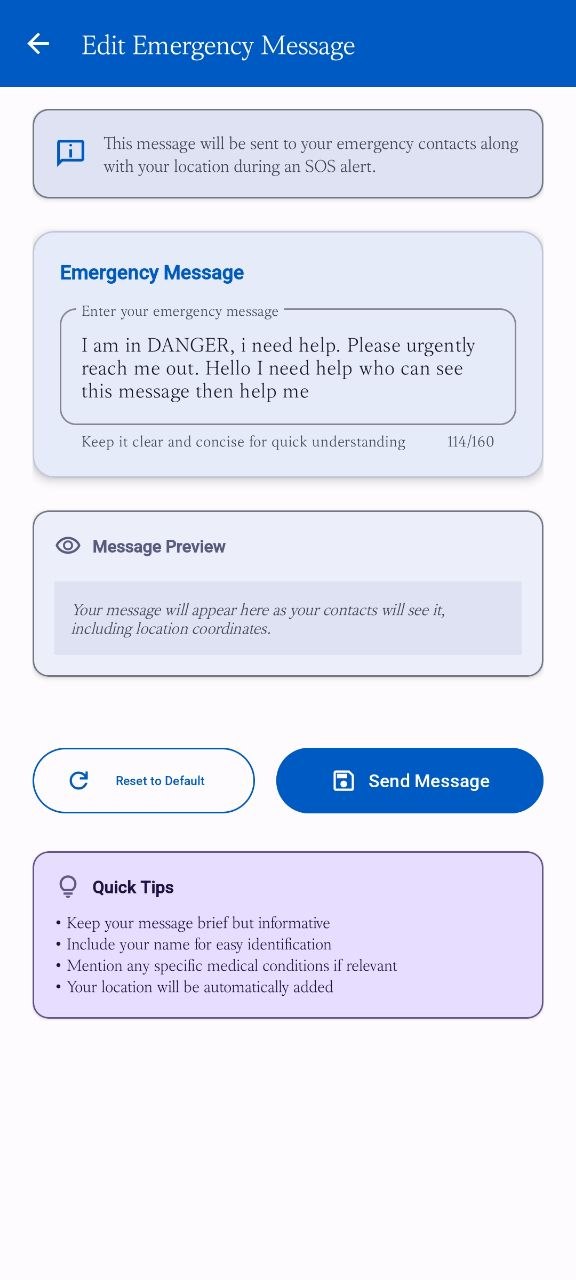 Edit Emergency Message
This message will be sent to your emergency contacts along
with your location during an SOS alert.
Emergency Message
Enter your emergency message
I am in DANGER, i need help. Please urgently
reach me out. Hello I need help who can see
this message then help me
Keep it clear and concise for quick understanding 114/160
Message Preview
Your message will appear here as your contacts will see it,
including location coordinates.
Reset to Default
Send Message
Quick Tips
• Keep your message brief but informative
• Include your name for easy identification
• Mention any specific medical conditions if relevant
• Your location will be automatically added